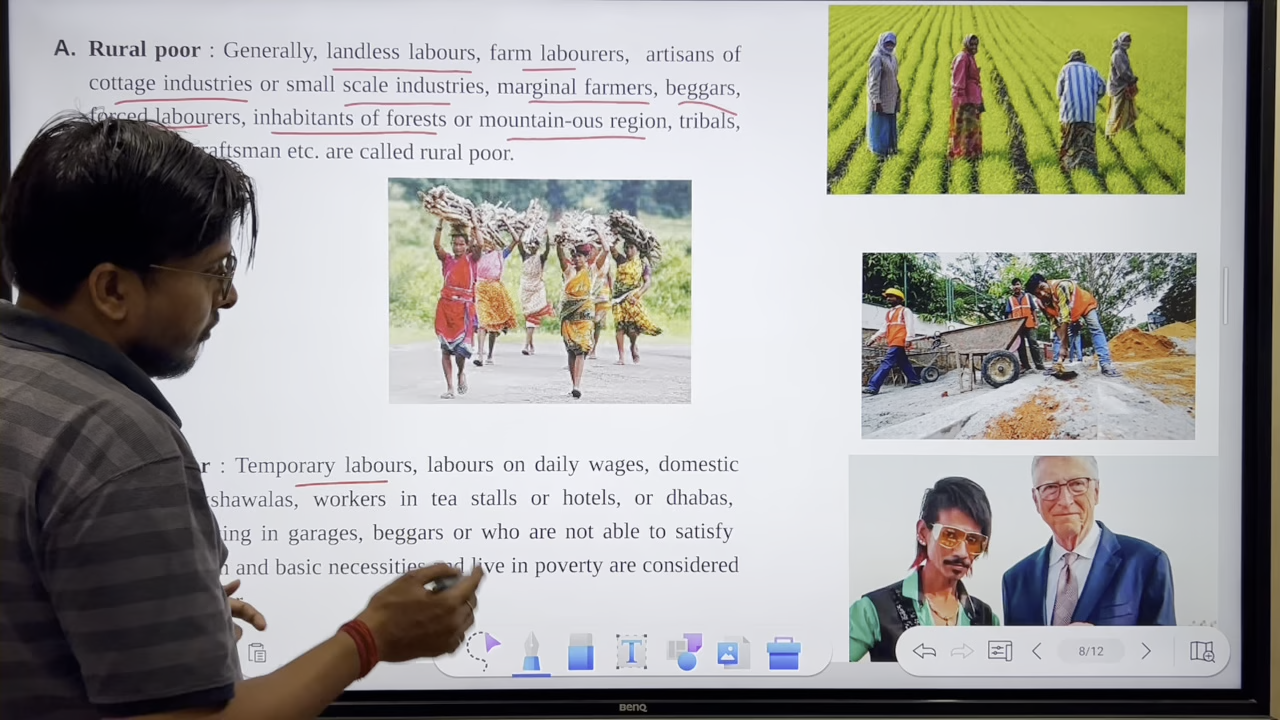 A. Rural poor : Generally, landless labours, farm labourers, artisans of
cottage industries or small scale industries, marginal farmers, beggars,
forced labourers, inhabitants of forests or mountain-ous region, tribals,
raftsman etc. are called rural poor.
r : Temporary labours, labours on daily wages, domestic
shawalas, workers in tea stalls or hotels, or dhabas,
ing in garages, beggars or who are not able to satisfy
and basic necessities and live in poverty are considered
8/12
BenQ